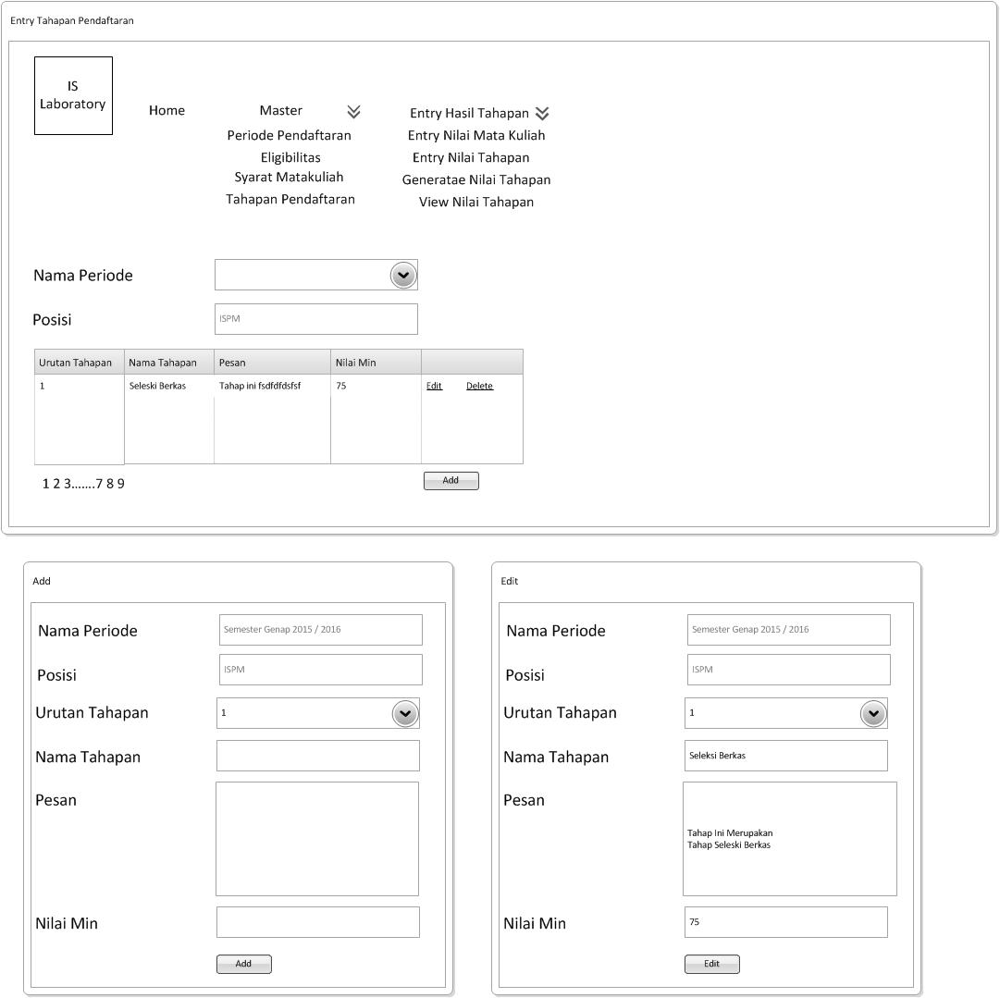 Entry Tahapan Pendaftaran
IS
Laboratory
Home
Master
Periode Pendaftaran
Eligibilitas
Syarat Matakuliah
Tahapan Pendaftaran
Entry Hasil Tahapan
Entry Nilai Mata Kuliah
Entry Nilai Tahapan
Generatae Nilai Tahapan
View Nilai Tahapan
Nama Periode
Posisi ISPM
Urutan Tahapan Nama Tahapan Pesan Nilai Min
1 Seleski Berkas Tahap ini fsdfdfdsfsf 75 Edit Delete
1 2 3.......7 8 9 Add
Add
Nama Periode Semester Genap 2015 / 2016
Posisi ISPM
Urutan Tahapan 1
Nama Tahapan
Pesan
Nilai Min
Add
Edit
Nama Periode Semester Genap 2015 / 2016
Posisi ISPM
Urutan Tahapan 1
Nama Tahapan Seleksi Berkas
Pesan
Tahap Ini Merupakan
Tahap Seleski Berkas
Nilai Min 75
Edit